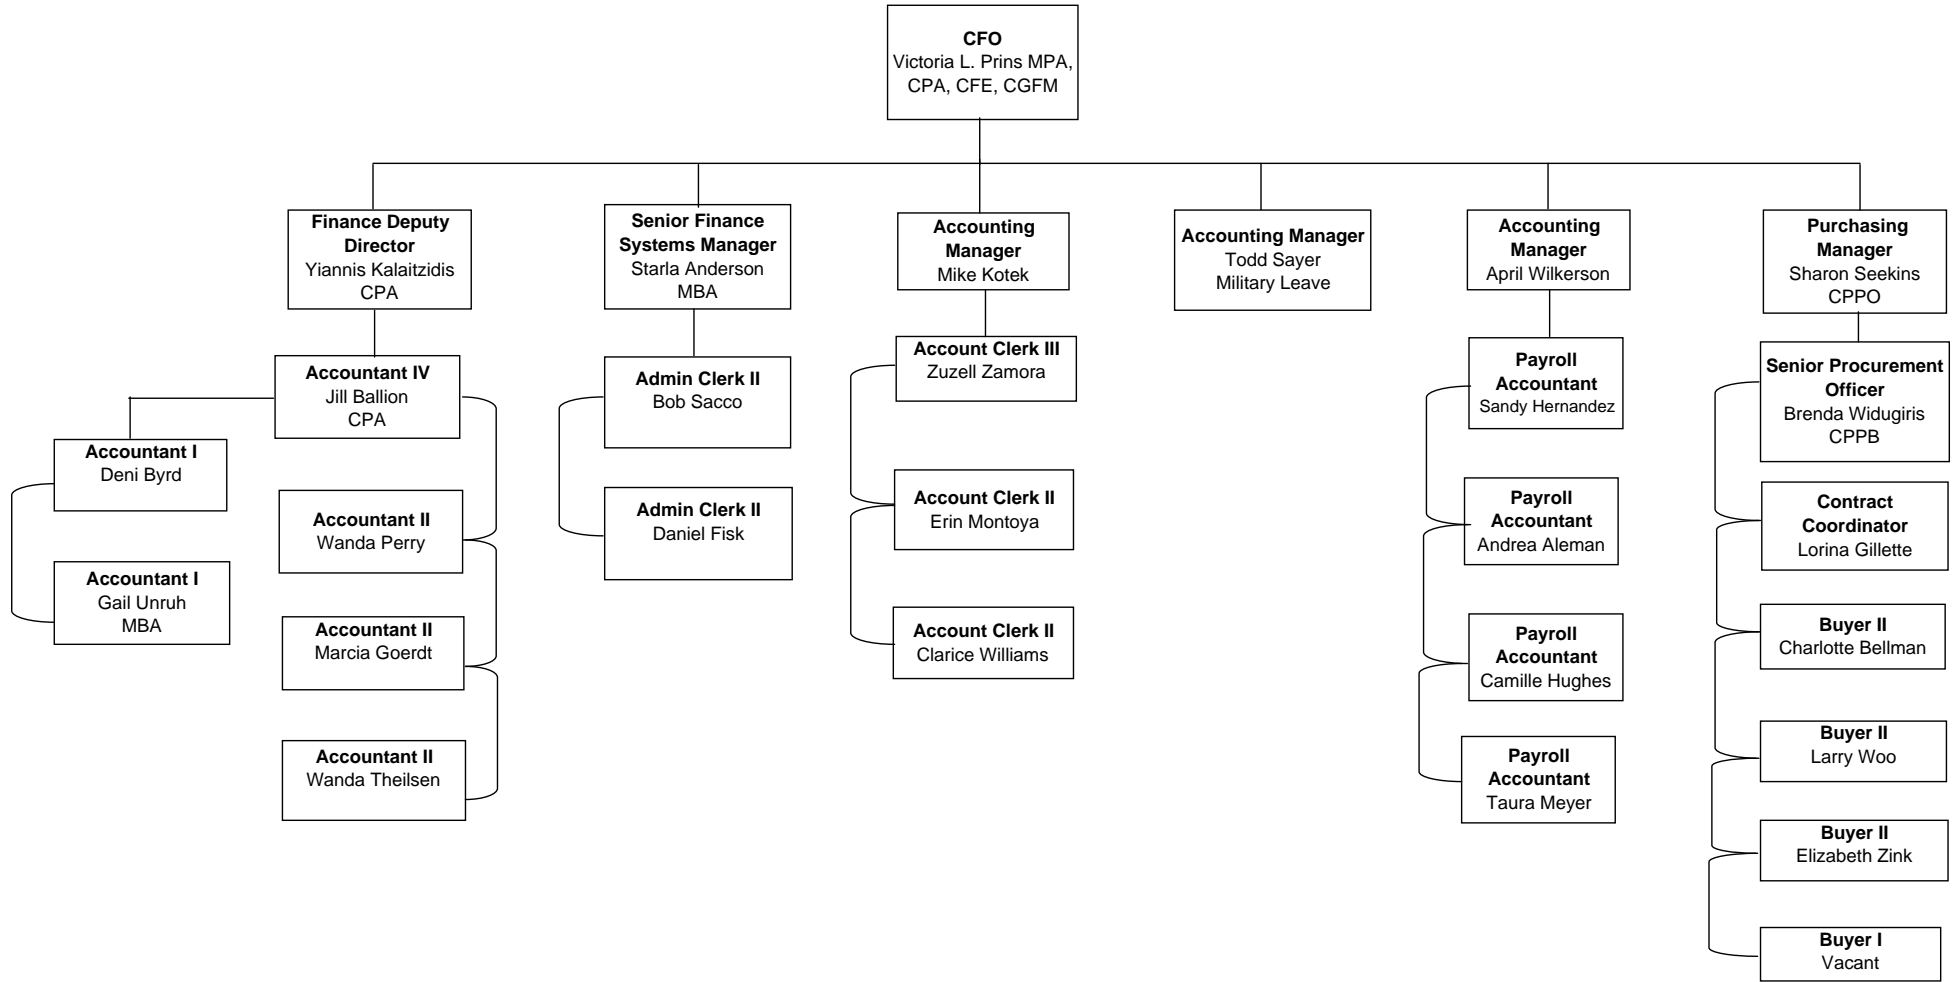 CFO
Victoria L. Prins MPA,
CPA, CFE, CGFM
Finance Deputy
Director
Yiannis Kalaitzidis
CPA
Senior Finance
Systems Manager
Starla Anderson
MBA
Accounting
Manager
Mike Kotek
Accounting Manager
Todd Sayer
Military Leave
Accounting
Manager
April Wilkerson
Purchasing
Manager
Sharon Seekins
CPPO
Accountant IV
Jill Ballion
CPA
Accountant I
Deni Byrd
Accountant I
Gail Unruh
MBA
Accountant II
Wanda Perry
Accountant II
Marcia Goerdt
Accountant II
Wanda Theilsen
Admin Clerk II
Bob Sacco
Admin Clerk II
Daniel Fisk
Account Clerk III
Zuzell Zamora
Account Clerk II
Erin Montoya
Account Clerk II
Clarice Williams
Payroll
Accountant
Sandy Hernandez
Payroll
Accountant
Andrea Aleman
Payroll
Accountant
Camille Hughes
Payroll
Accountant
Taura Meyer
Senior Procurement
Officer
Brenda Widugiris
CPPB
Contract
Coordinator
Lorina Gillette
Buyer II
Charlotte Bellman
Buyer II
Larry Woo
Buyer II
Elizabeth Zink
Buyer I
Vacant